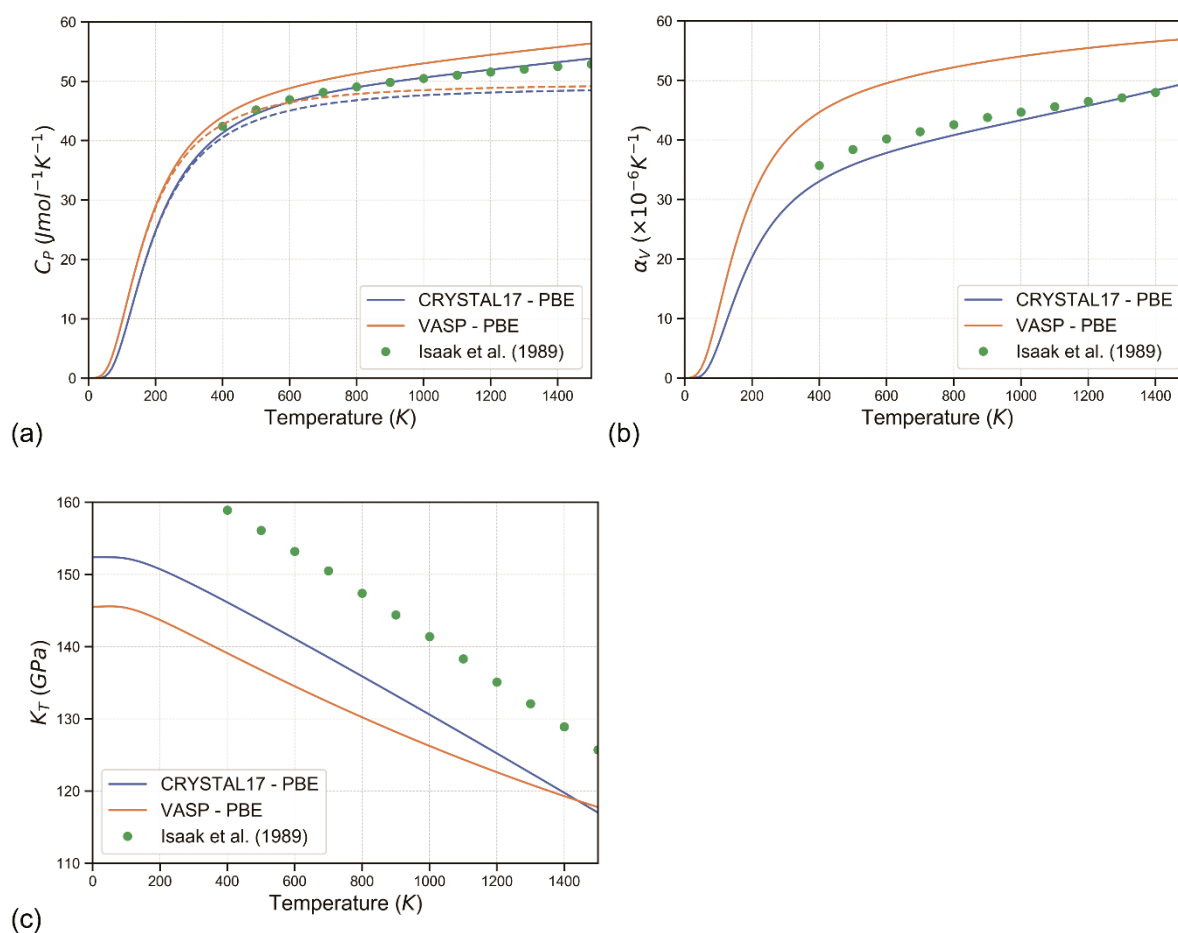 60
50
40
30
20
10
0
C_P (Jmol⁻¹K⁻¹)
CRYSTAL17 - PBE
VASP - PBE
Isaak et al. (1989)
0 200 400 600 800 1000 1200 1400
Temperature (K)
(a)
60
50
40
30
20
10
0
α_V (×10⁻⁶K⁻¹)
CRYSTAL17 - PBE
VASP - PBE
Isaak et al. (1989)
0 200 400 600 800 1000 1200 1400
Temperature (K)
(b)
160
150
140
130
120
110
K_T (GPa)
CRYSTAL17 - PBE
VASP - PBE
Isaak et al. (1989)
0 200 400 600 800 1000 1200 1400
Temperature (K)
(c)